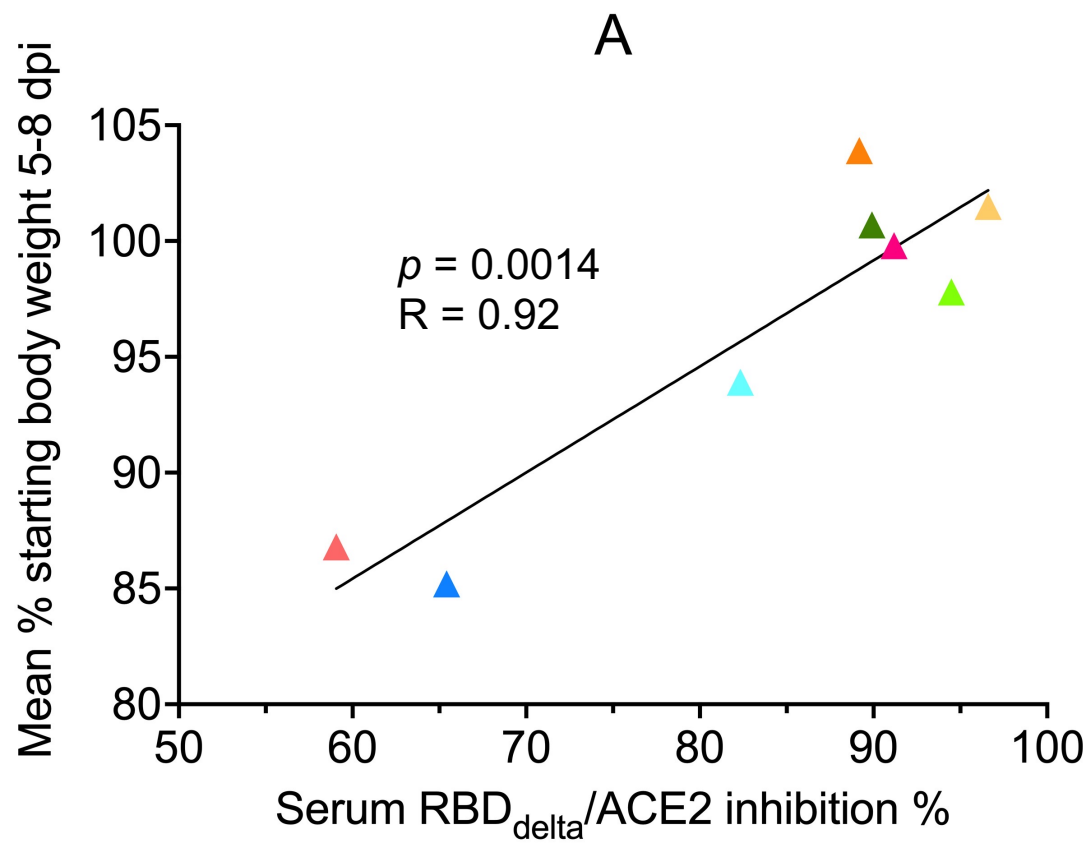 A
Mean % starting body weight 5-8 dpi
105
100
95
90
85
80
p = 0.0014
R = 0.92
50 60 70 80 90 100
Serum RBDdelta/ACE2 inhibition %